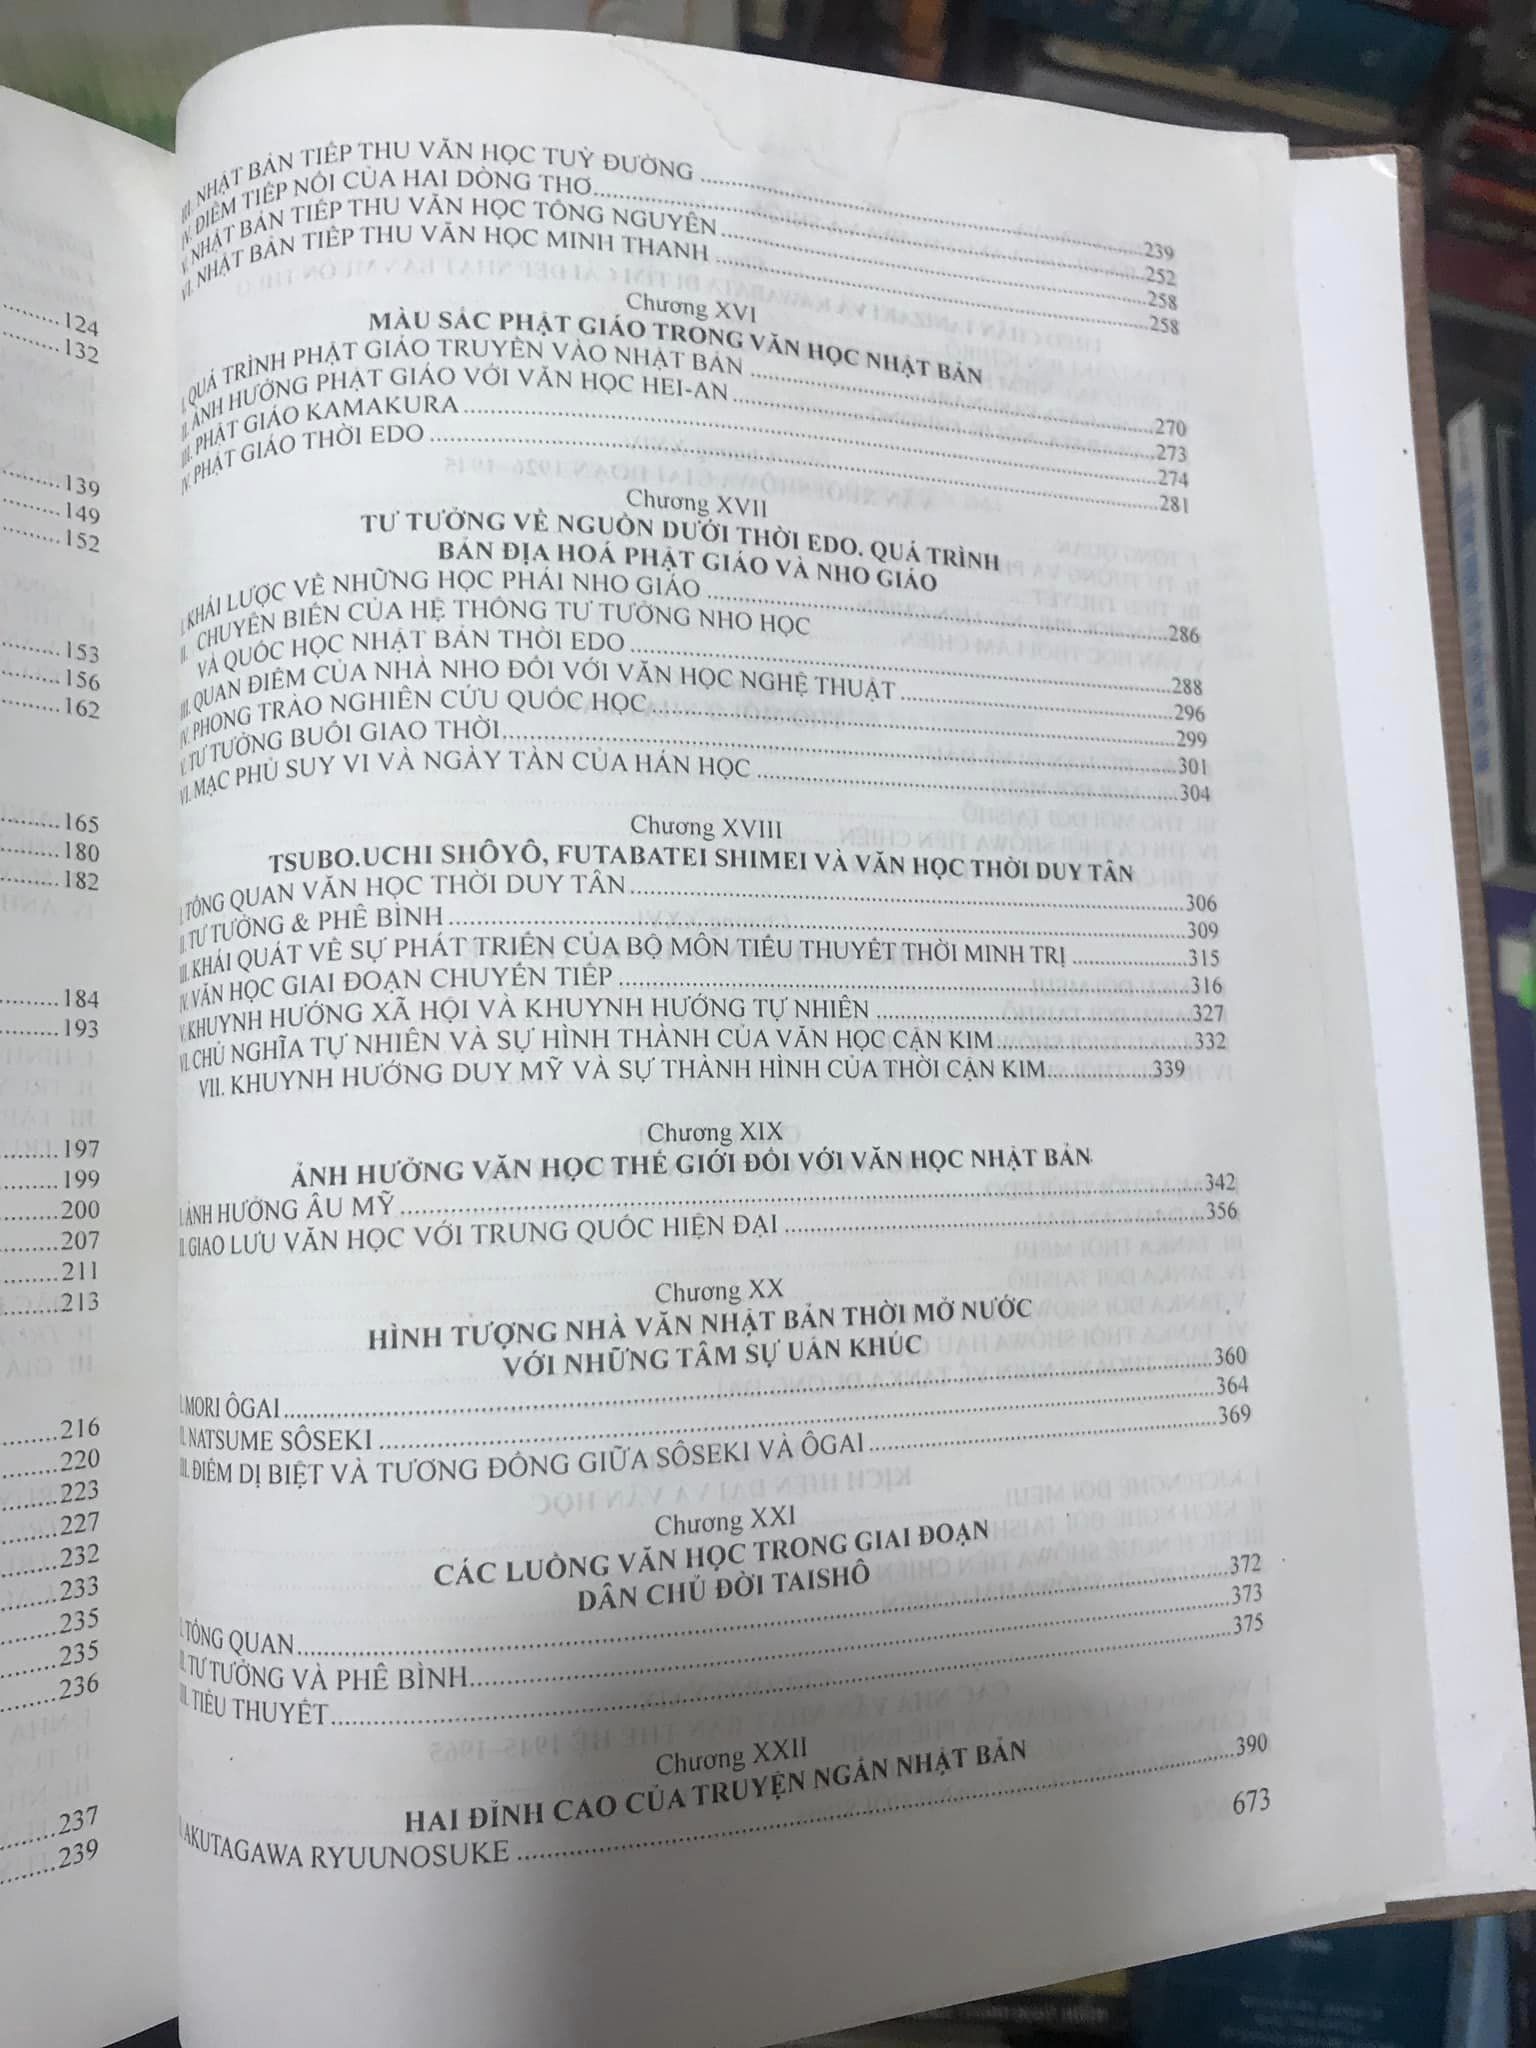 124
132
139
149
152
153
156
162
165
180
182
184
193
197
199
200
207
211
213
216
220
223
227
232
233
235
235
236
237
239
III. NHẬT BẢN TIẾP THU VĂN HỌC TUỲ ĐƯỜNG ... 239
IV. ĐIỂM TIẾP NỐI CỦA HAI DÒNG THƠ... 252
V. NHẬT BẢN TIẾP THU VĂN HỌC TỐNG NGUYÊN ... 258
VI. NHẬT BẢN TIẾP THU VĂN HỌC MINH THANH ... 258
Chương XVI
MÀU SẮC PHẬT GIÁO TRONG VĂN HỌC NHẬT BẢN
I. QUÁ TRÌNH PHẬT GIÁO TRUYỀN VÀO NHẬT BẢN ... 270
II. ẢNH HƯỞNG PHẬT GIÁO VỚI VĂN HỌC HEI-AN ... 273
III. PHẬT GIÁO KAMAKURA ... 274
IV. PHẬT GIÁO THỜI EDO ... 281
Chương XVII
TƯ TƯỞNG VỀ NGUỒN DƯỚI THỜI EDO. QUÁ TRÌNH
BẢN ĐỊA HOÁ PHẬT GIÁO VÀ NHO GIÁO
I. KHÁI LƯỢC VỀ NHỮNG HỌC PHÁI NHO GIÁO ... 286
II. CHUYỂN BIẾN CỦA HỆ THỐNG TƯ TƯỞNG NHO HỌC
VÀ QUỐC HỌC NHẬT BẢN THỜI EDO ... 288
III. QUAN ĐIỂM CỦA NHÀ NHO ĐỐI VỚI VĂN HỌC NGHỆ THUẬT ... 296
IV. PHONG TRÀO NGHIÊN CỨU QUỐC HỌC ... 299
V. TƯ TƯỞNG BUỔI GIAO THỜI... 301
VI. MẠC PHỦ SUY VI VÀ NGÀY TÀN CỦA HÁN HỌC ... 304
Chương XVIII
TSUBO.UCHI SHÔYÔ, FUTABATEI SHIMEI VÀ VĂN HỌC THỜI DUY TÂN
I. TỔNG QUAN VĂN HỌC THỜI DUY TÂN ... 306
II. TƯ TƯỞNG & PHÊ BÌNH ... 309
III. KHÁI QUÁT VỀ SỰ PHÁT TRIỂN CỦA BỘ MÔN TIỂU THUYẾT THỜI MINH TRỊ ... 315
IV. VĂN HỌC GIAI ĐOẠN CHUYỂN TIẾP ... 316
V. KHUYNH HƯỚNG XÃ HỘI VÀ KHUYNH HƯỚNG TỰ NHIÊN ... 327
VI. CHỦ NGHĨA TỰ NHIÊN VÀ SỰ HÌNH THÀNH CỦA VĂN HỌC CẬN KIM... 332
VII. KHUYNH HƯỚNG DUY MỸ VÀ SỰ THÀNH HÌNH CỦA THỜI CẬN KIM... 339
Chương XIX
ẢNH HƯỞNG VĂN HỌC THẾ GIỚI ĐỐI VỚI VĂN HỌC NHẬT BẢN
I. ẢNH HƯỞNG ÂU MỸ ... 342
II. GIAO LƯU VĂN HỌC VỚI TRUNG QUỐC HIỆN ĐẠI ... 356
Chương XX
HÌNH TƯỢNG NHÀ VĂN NHẬT BẢN THỜI MỞ NƯỚC
VỚI NHỮNG TÂM SỰ UẨN KHÚC
I. MORI ÔGAI ... 360
II. NATSUME SÔSEKI ... 364
III. ĐIỂM DỊ BIỆT VÀ TƯƠNG ĐỒNG GIỮA SÔSEKI VÀ ÔGAI ... 369
Chương XXI
CÁC LUỒNG VĂN HỌC TRONG GIAI ĐOẠN
DÂN CHỦ ĐỜI TAISHÔ
I. TỔNG QUAN ... 372
II. TƯ TƯỞNG VÀ PHÊ BÌNH... 373
III. TIỂU THUYẾT... 375
Chương XXII
HAI ĐỈNH CAO CỦA TRUYỆN NGẮN NHẬT BẢN
I. AKUTAGAWA RYUUNOSUKE ... 390
673